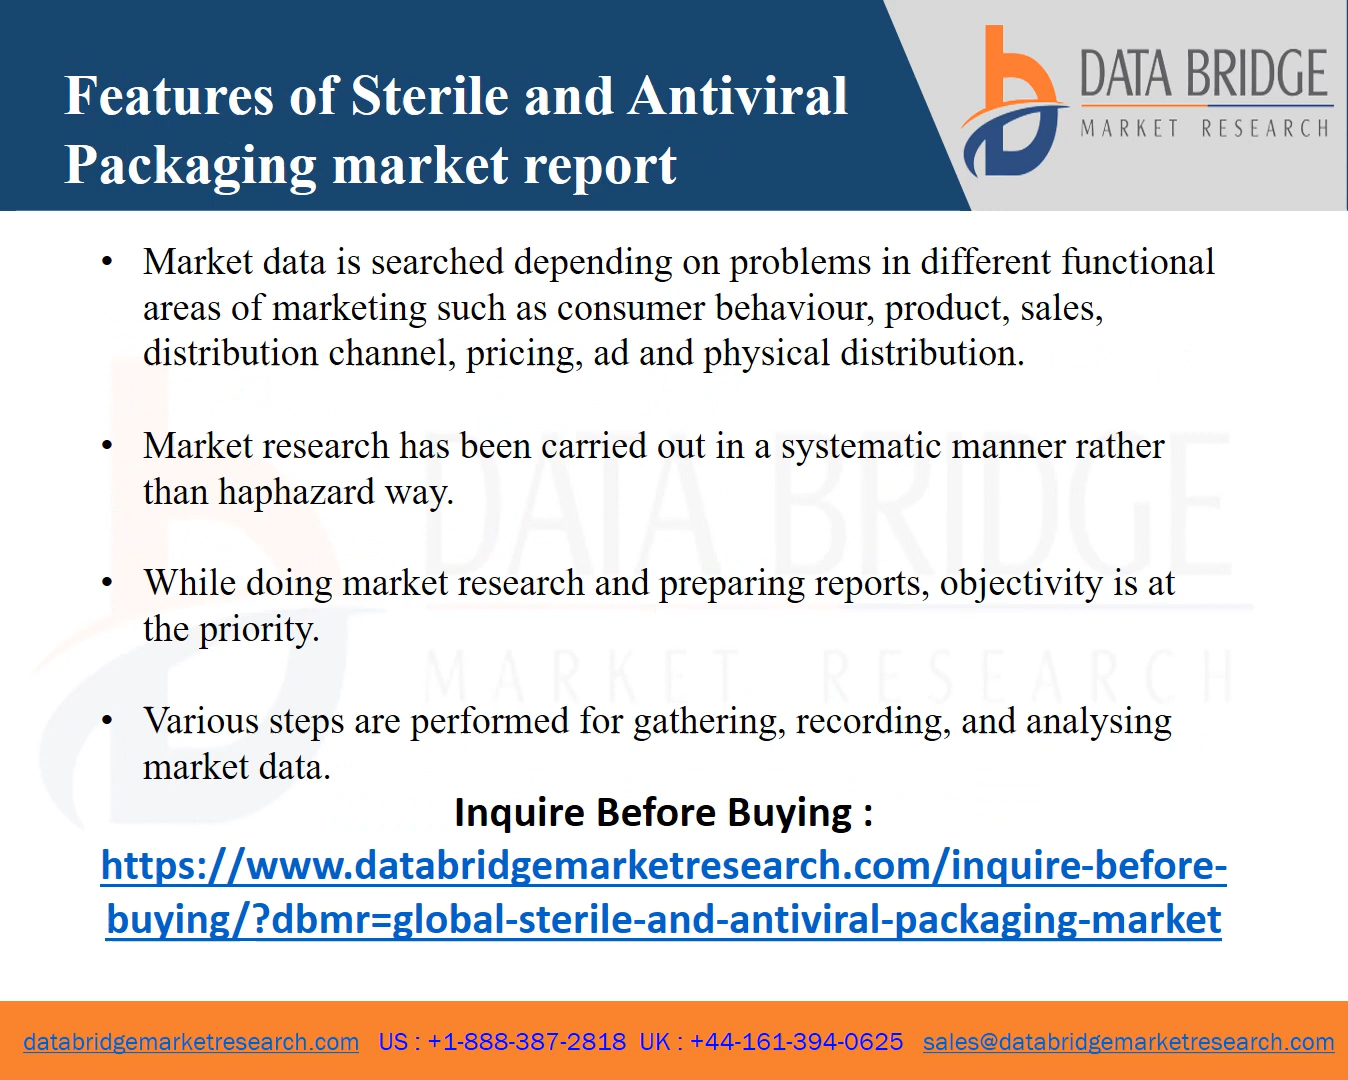 Features of Sterile and Antiviral
Packaging market report
DATA BRIDGE
MARKET RESEARCH
• Market data is searched depending on problems in different functional
areas of marketing such as consumer behaviour, product, sales,
distribution channel, pricing, ad and physical distribution.
• Market research has been carried out in a systematic manner rather
than haphazard way.
• While doing market research and preparing reports, objectivity is at
the priority.
• Various steps are performed for gathering, recording, and analysing
market data.
DATA BRIDGE
MARKET RESEARCH
Inquire Before Buying :
https://www.databridgemarketresearch.com/inquire-before-
buying/?dbmr=global-sterile-and-antiviral-packaging-market
databridgemarketresearch.com US : +1-888-387-2818 UK : +44-161-394-0625 sales@databridgemarketresearch.com